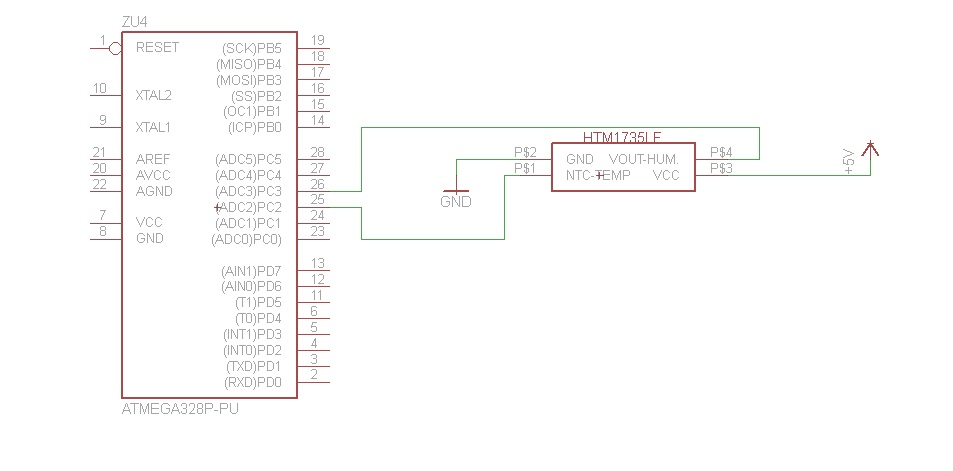 ZU4
1 RESET (SCK)PB5 19
(MISO)PB4 18
(MOSI)PB3 17
10 XTAL2 (SS)PB2 16
(OC1)PB1 15
9 XTAL1 (ICP)PB0 14
21 AREF (ADC5)PC5 28
20 AVCC (ADC4)PC4 27
22 AGND (ADC3)PC3 26
(ADC2)PC2 25
7 VCC (ADC1)PC1 24
8 GND (ADC0)PC0) 23
(AIN1)PD7 13
(AIN0)PD6 12
(T1)PD5 11
(T0)PD4 6
(INT1)PD3 5
(INT0)PD2 4
(TXD)PD1 3
(RXD)PD0 2
ATMEGA328P-PU
HTM1735LF
P$2 GND VOUT-HUM. P$4
P$1 NTC-TEMP VCC P$3
GND
+5V